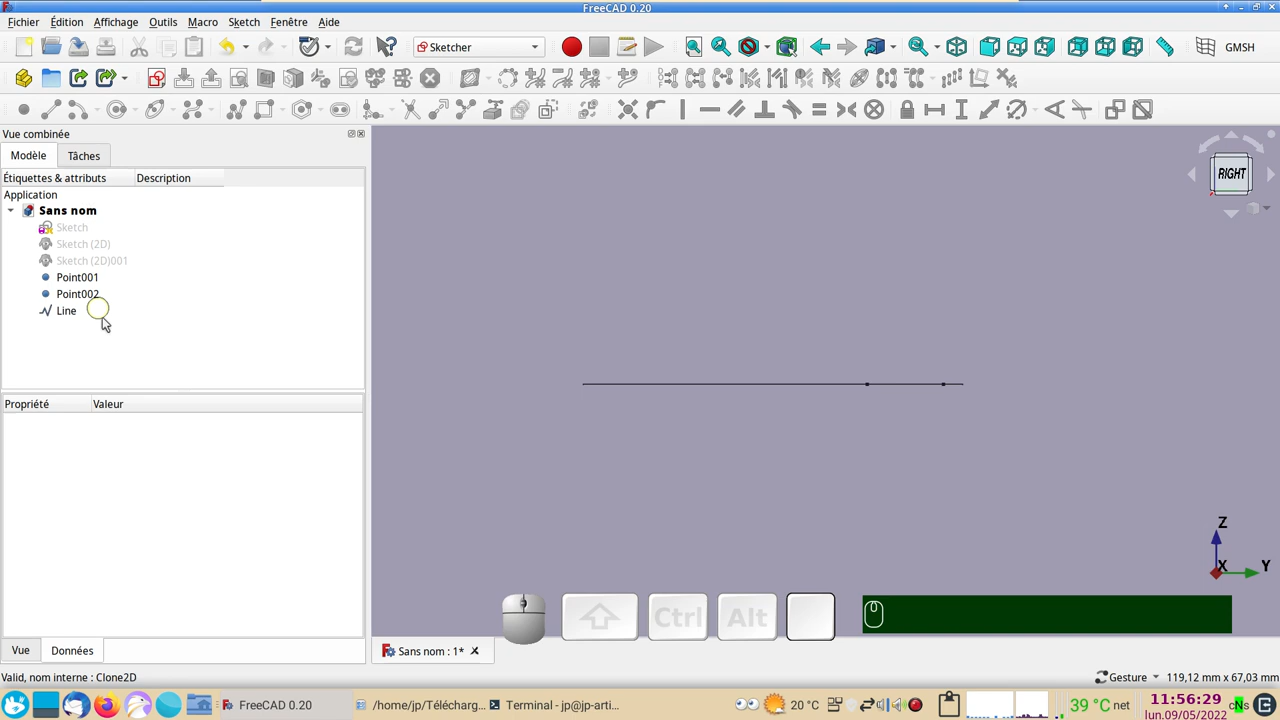 FreeCAD 0.20
Fichier Édition Affichage Outils Macro Sketch Fenêtre Aide
Sketcher
GMSH
Vue combinée
Modèle Tâches
Étiquettes & attributs Description
Application
Sans nom
Sketch
Sketch (2D)
Sketch (2D)001
Point001
Point002
Line
RIGHT
Propriété Valeur
Z
X Y
Ctrl Alt
Vue Données
Sans nom : 1*
Valid, nom interne : Clone2D
Gesture 119,12 mm x 67,03 mm
FreeCAD 0.20 /home/jp/Télécharg... Terminal - jp@jp-arti... 20 °C 39 °C net 11:56:29 cNs
lun.09/05/2022